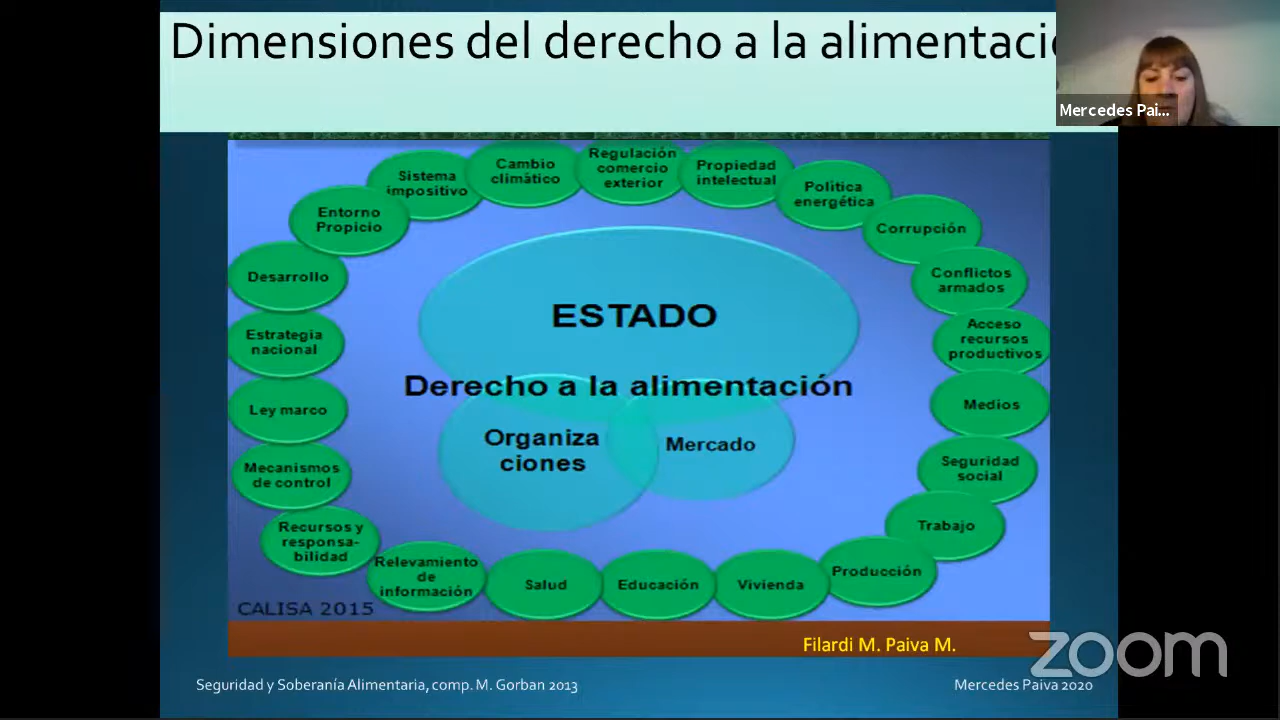 Dimensiones del derecho a la alimentació
Mercedes Pai...
Regulación
comercio
exterior
Cambio
climático
Propiedad
intelectual
Sistema
impositivo
Política
energética
Entorno
Propicio
Corrupción
Desarrollo
Conflictos
armados
ESTADO
Estrategia
nacional
Acceso
recursos
productivos
Derecho a la alimentación
Ley marco
Medios
Organiza
ciones
Mercado
Mecanismos
de control
Seguridad
social
Recursos y
responsa-
bilidad
Trabajo
Relevamiento
de
información
Salud
Educación
Vivienda
Producción
CALISA 2015
Filardi M. Paiva M.
zoom
Seguridad y Soberanía Alimentaria, comp. M. Gorban 2013
Mercedes Paiva 2020